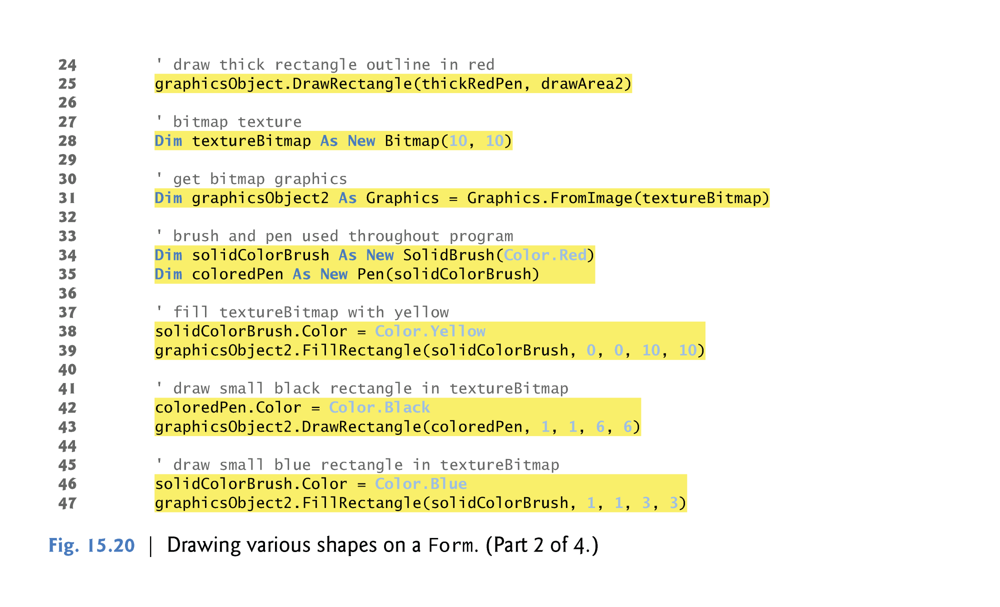 24 ' draw thick rectangle outline in red
25 graphicsObject.DrawRectangle(thickRedPen, drawArea2)
26
27 ' bitmap texture
28 Dim textureBitmap As New Bitmap(10, 10)
29
30 ' get bitmap graphics
31 Dim graphicsObject2 As Graphics = Graphics.FromImage(textureBitmap)
32
33 ' brush and pen used throughout program
34 Dim solidColorBrush As New SolidBrush(Color.Red)
35 Dim coloredPen As New Pen(solidColorBrush)
36
37 ' fill textureBitmap with yellow
38 solidColorBrush.Color = Color.Yellow
39 graphicsObject2.FillRectangle(solidColorBrush, 0, 0, 10, 10)
40
41 ' draw small black rectangle in textureBitmap
42 coloredPen.Color = Color.Black
43 graphicsObject2.DrawRectangle(coloredPen, 1, 1, 6, 6)
44
45 ' draw small blue rectangle in textureBitmap
46 solidColorBrush.Color = Color.Blue
47 graphicsObject2.FillRectangle(solidColorBrush, 1, 1, 3, 3)
Fig. 15.20 | Drawing various shapes on a Form. (Part 2 of 4.)